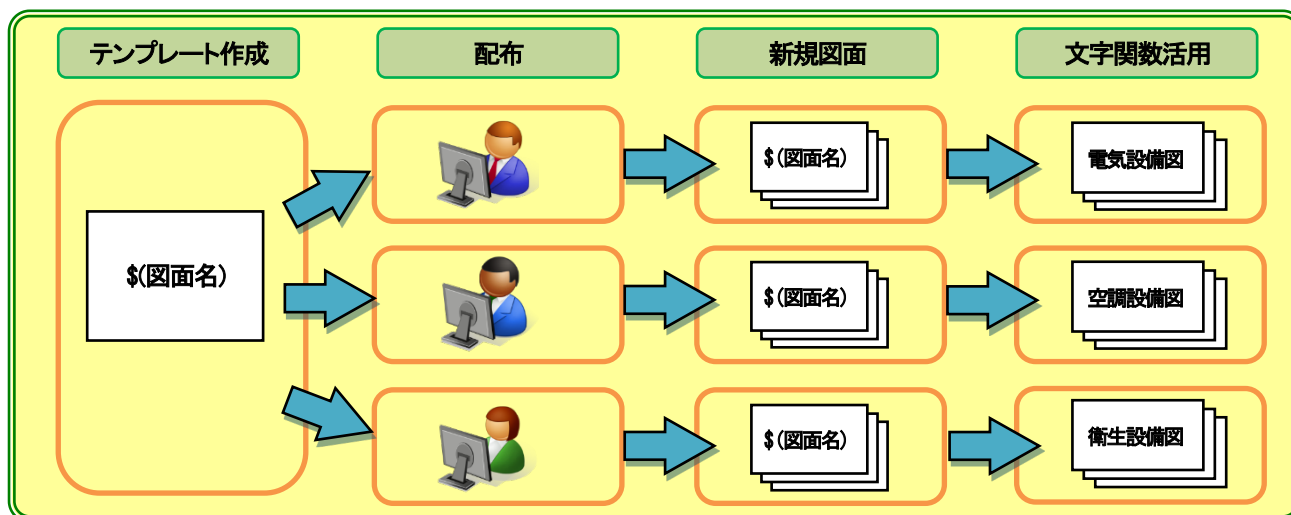 テンプレート作成
配布
新規図面
文字関数活用
$(図面名)
$(図面名)
電気設備図
$(図面名)
空調設備図
$(図面名)
衛生設備図